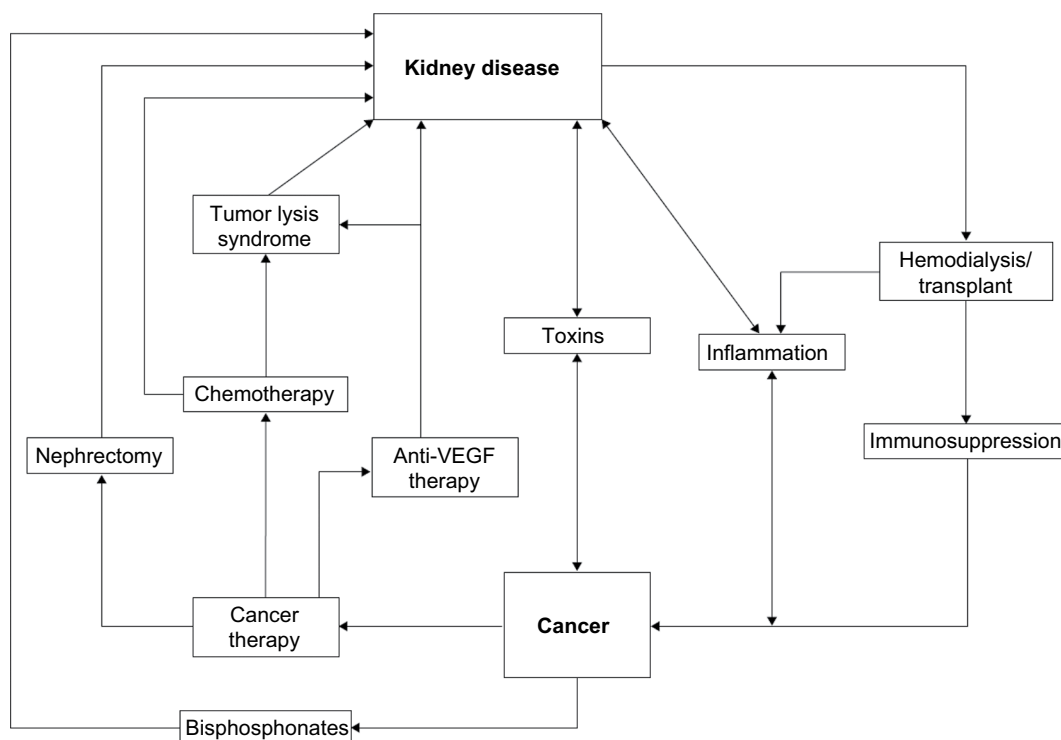 Kidney disease
Tumor lysis
syndrome
Hemodialysis/
transplant
Toxins
Inflammation
Chemotherapy
Nephrectomy
Anti-VEGF
therapy
Immunosuppression
Cancer
therapy
Cancer
Bisphosphonates